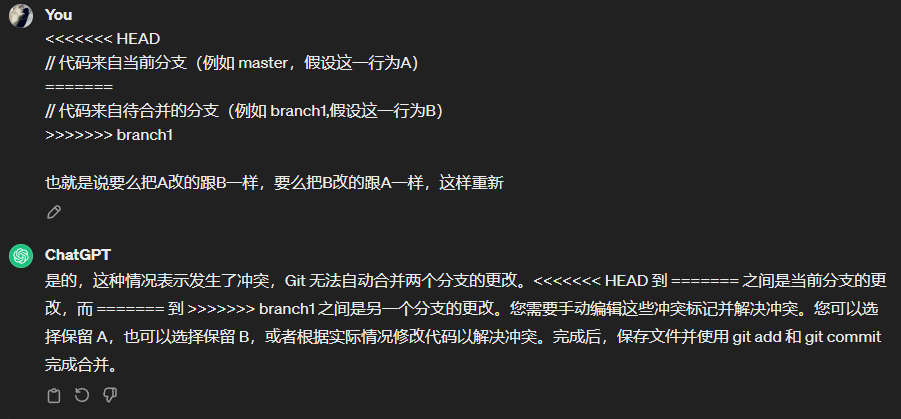 You
<<<<<<< HEAD
// 代码来自当前分支（例如 master，假设这一行为A）
=======
// 代码来自待合并的分支（例如 branch1,假设这一行为B）
>>>>>>> branch1
也就是说要么把A改的跟B一样，要么把B改的跟A一样，这样重新
ChatGPT
是的，这种情况表示发生了冲突，Git 无法自动合并两个分支的更改。<<<<<<< HEAD 到 ======= 之间是当前分支的更
改，而 ======= 到 >>>>>>> branch1 之间是另一个分支的更改。您需要手动编辑这些冲突标记并解决冲突。您可以选
择保留 A，也可以选择保留 B，或者根据实际情况修改代码以解决冲突。完成后，保存文件并使用 git add 和 git commit
完成合并。